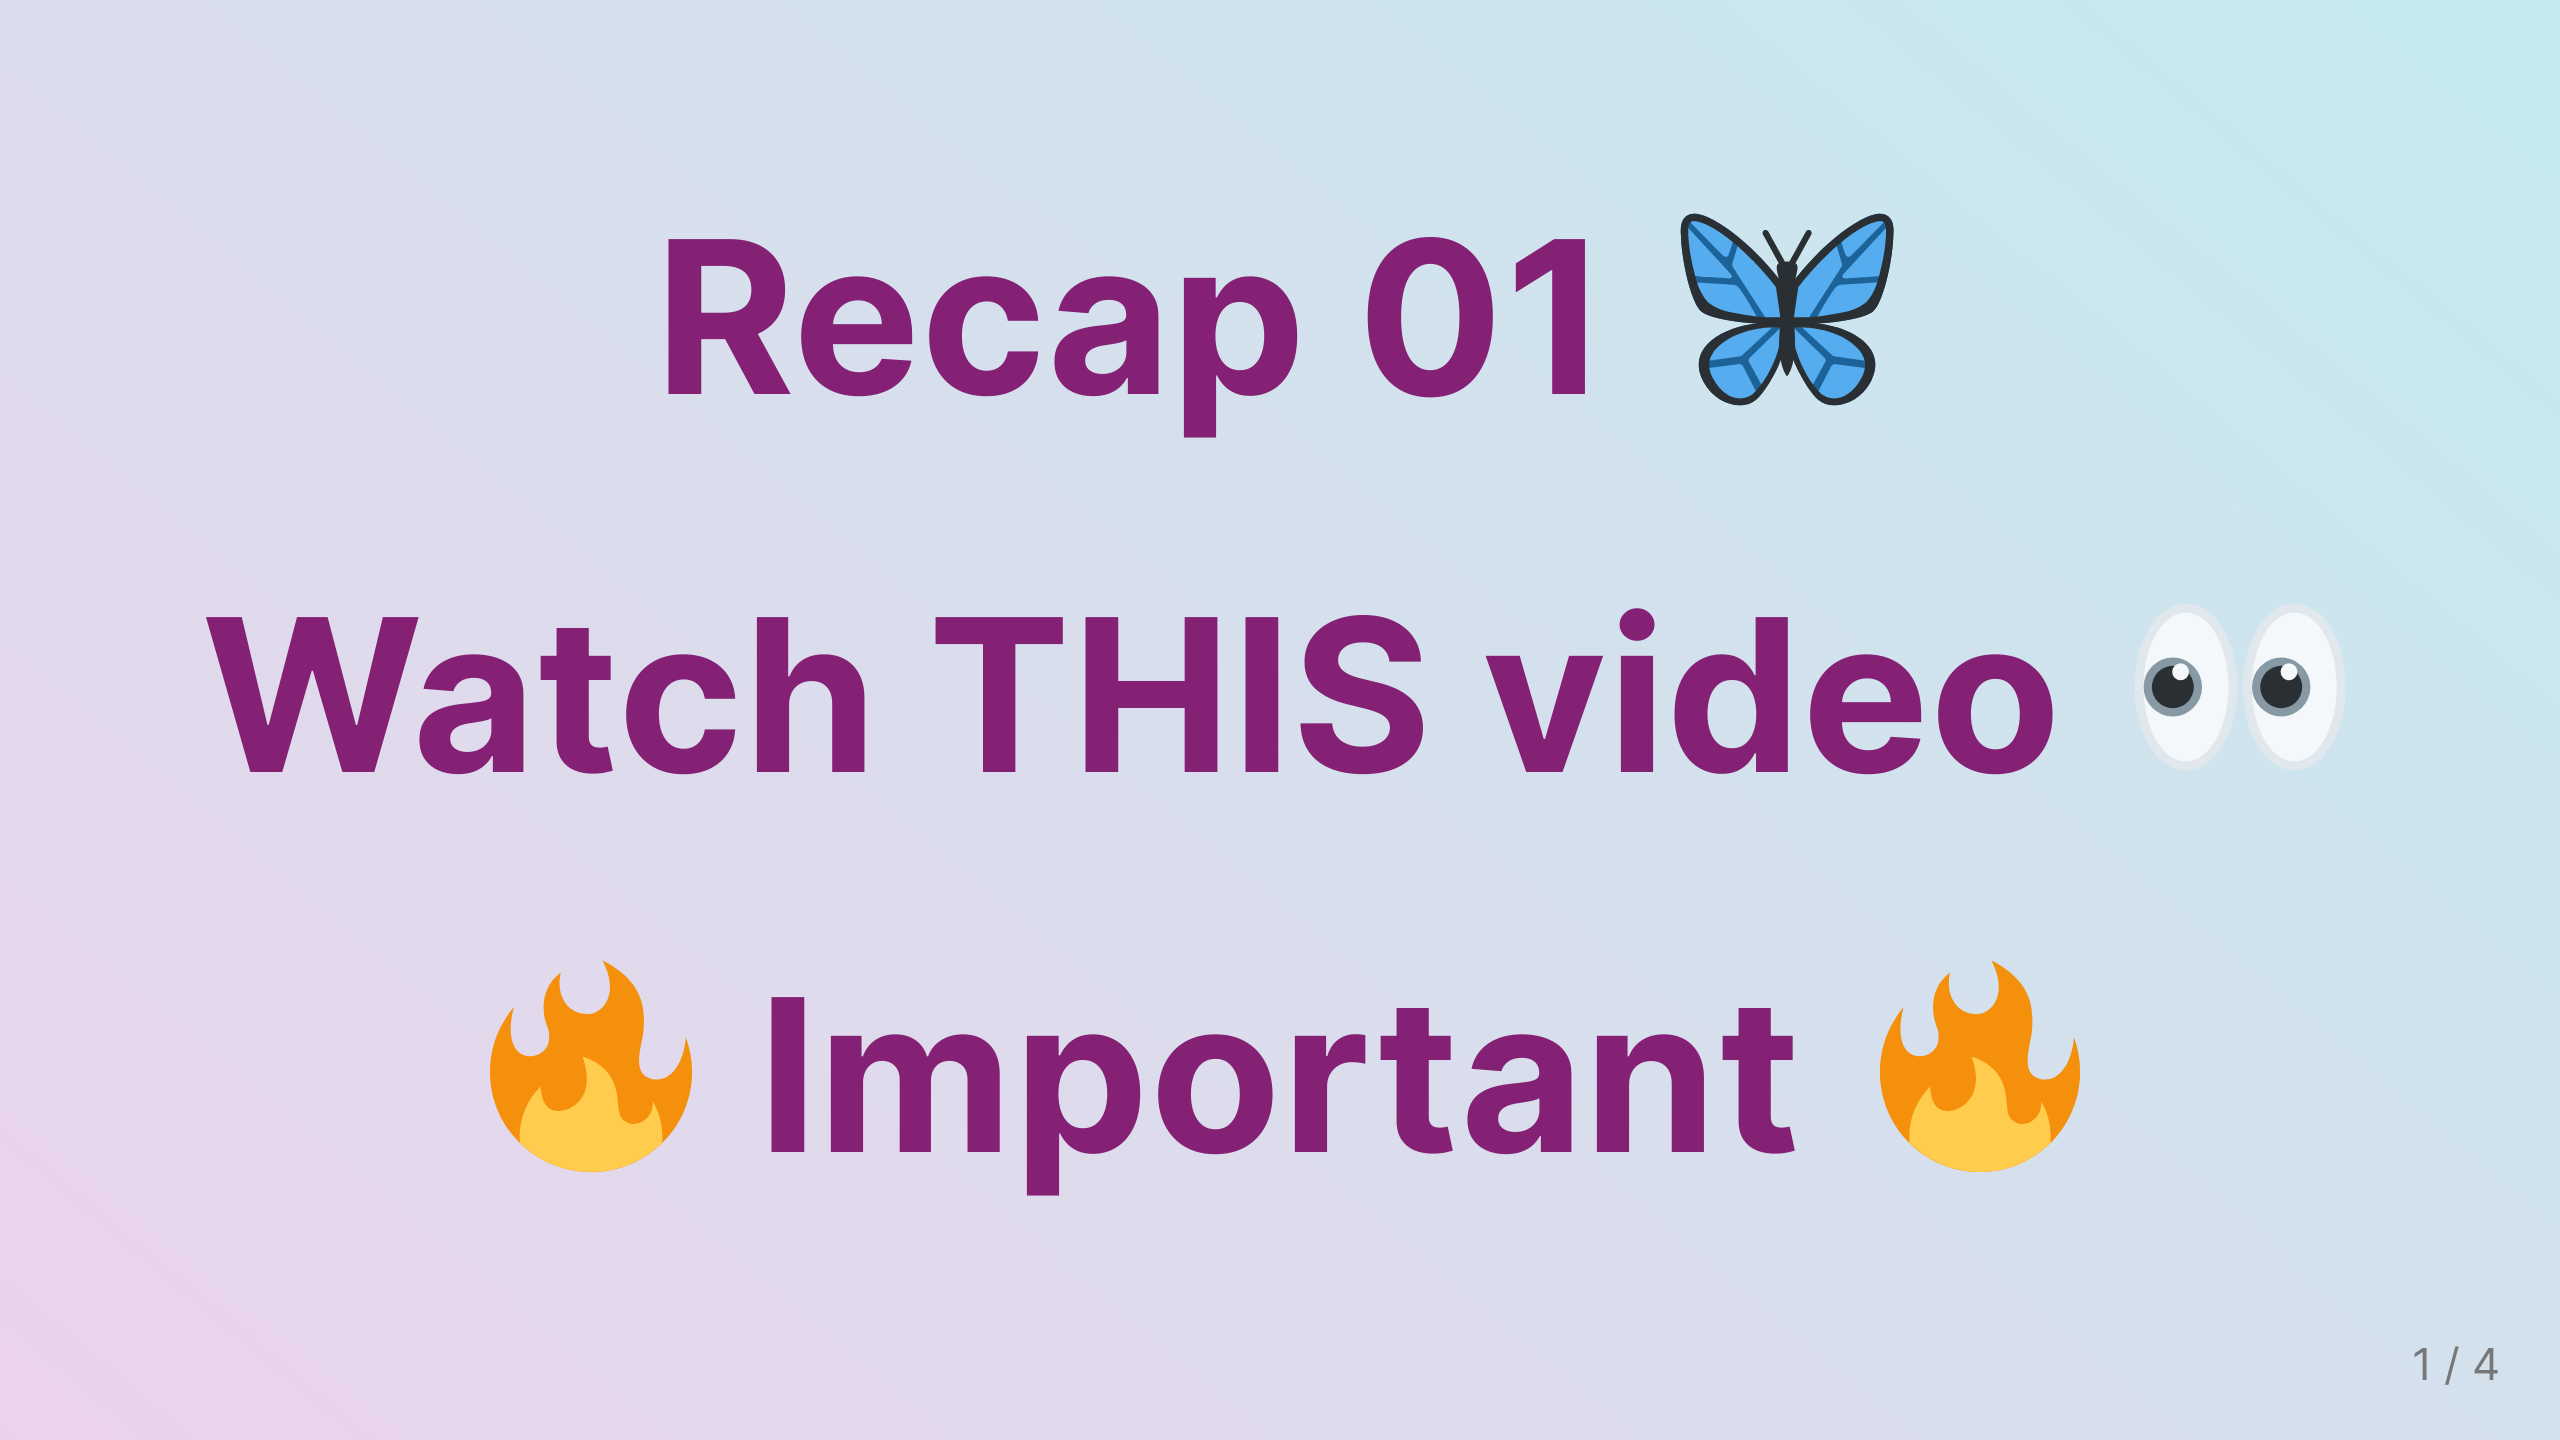 Recap 01 🦋
Watch THIS video 👀
🔥 Important 🔥
1 / 4